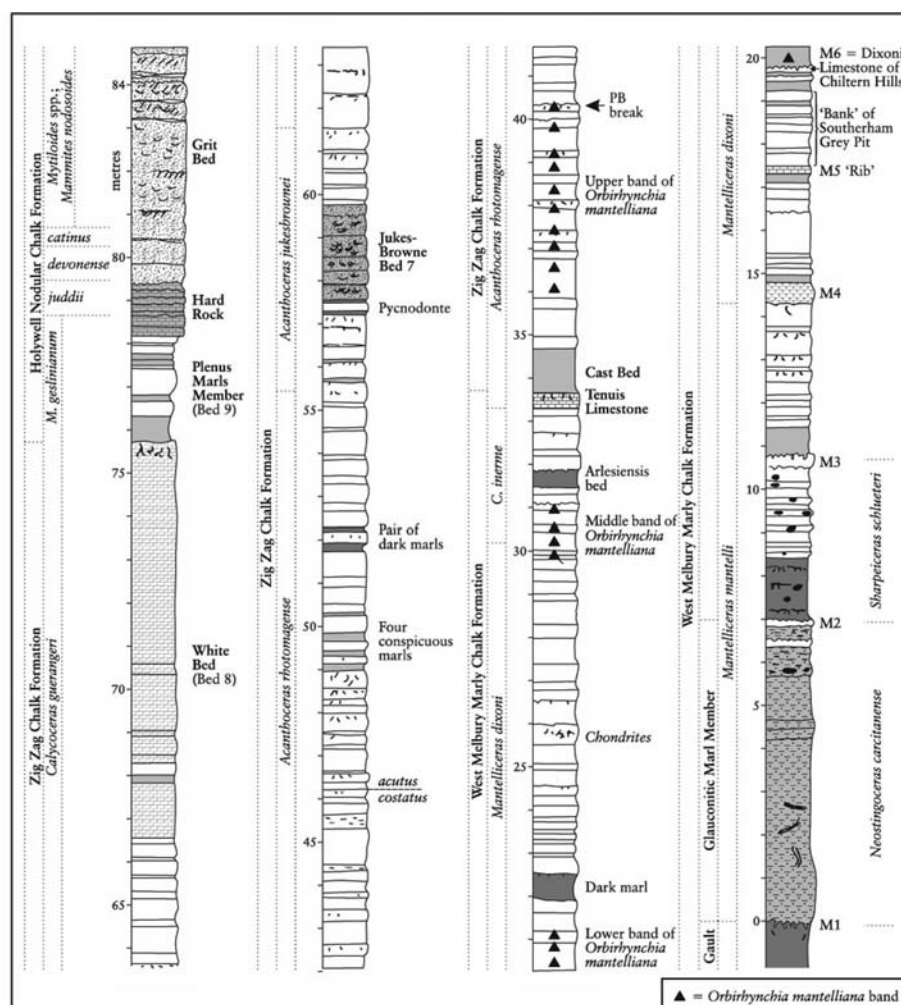 Holywell Nodular Chalk Formation
Zig Zag Chalk Formation
Mytiloides spp.;
Mammites nodosoides
catinus
devonense
juddii
M. geslinianum
Calycoceras guerangeri
metres
84
80
75
70
65
Grit
Bed
Hard
Rock
Plenus
Marls
Member
(Bed 9)
White
Bed
(Bed 8)
Zig Zag Chalk Formation
Acanthoceras jukesbrownei
Acanthoceras rhotomagense
60
55
50
45
Jukes-
Browne
Bed 7
Pycnodonte
Pair of
dark marls
Four
conspicuous
marls
acutus
costatus
Zig Zag Chalk Formation
West Melbury Marly Chalk Formation
Acanthoceras rhotomagense
C. inerme
Mantelliceras dixoni
40
35
30
25
PB
break
Upper band of
Orbirhynchia
mantelliana
Cast Bed
Tenuis
Limestone
Arlesiensis
bed
Middle band of
Orbirhynchia
mantelliana
Chondrites
Dark marl
Lower band of
Orbirhynchia
mantelliana
West Melbury Marly Chalk Formation
Glauconitic Marl Member
Gault
Mantelliceras dixoni
Mantelliceras mantelli
20
15
10
5
0
M6 = Dixoni
Limestone of
Chiltern Hills
'Bank' of
Southerham
Grey Pit
M5 'Rib'
M4
M3
M2
M1
Sharpeiceras schlueteri
Neostingoceras carcitanense
▲ = Orbirhynchia mantelliana band